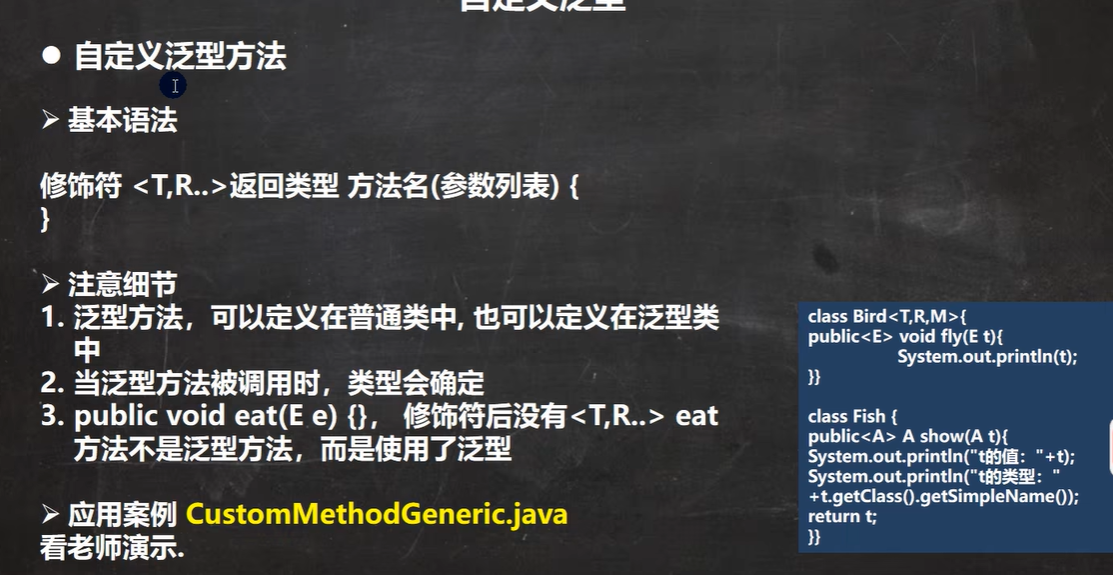 自定义泛型
● 自定义泛型方法
➢ 基本语法
修饰符 <T,R..>返回类型 方法名(参数列表) {
}
➢ 注意细节
1. 泛型方法，可以定义在普通类中, 也可以定义在泛型类
中
2. 当泛型方法被调用时，类型会确定
3. public void eat(E e) {}， 修饰符后没有<T,R..> eat
方法不是泛型方法，而是使用了泛型
➢ 应用案例 CustomMethodGeneric.java
看老师演示.
class Bird<T,R,M>{
public<E> void fly(E t){
System.out.println(t);
}}
class Fish {
public<A> A show(A t){
System.out.println("t的值："+t);
System.out.println("t的类型："
+t.getClass().getSimpleName());
return t;
}}